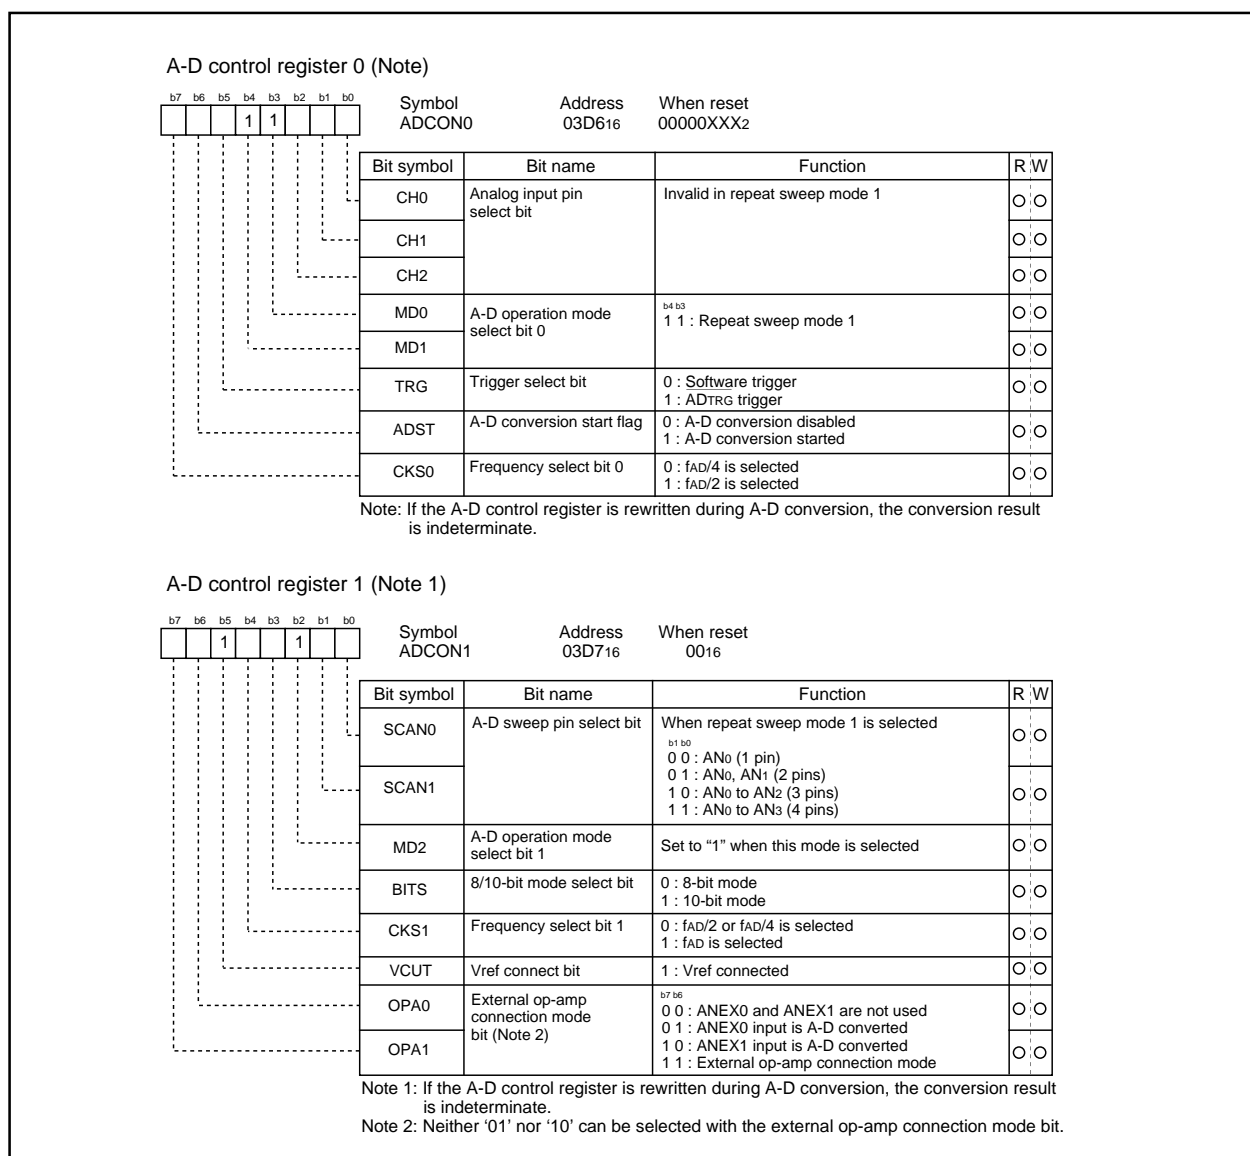 A-D control register 0 (Note)
b7 b6 b5 b4 b3 b2 b1 b0
1 1
Symbol Address When reset
ADCON0 03D616 00000XXX2
Bit symbol Bit name Function R W
CH0 Analog input pin select bit Invalid in repeat sweep mode 1
CH1
CH2
MD0 A-D operation mode select bit 0 b4 b3
1 1 : Repeat sweep mode 1
MD1
TRG Trigger select bit 0 : Software trigger
1 : ADTRG trigger
ADST A-D conversion start flag 0 : A-D conversion disabled
1 : A-D conversion started
CKS0 Frequency select bit 0 0 : fAD/4 is selected
1 : fAD/2 is selected
Note: If the A-D control register is rewritten during A-D conversion, the conversion result
is indeterminate.
A-D control register 1 (Note 1)
b7 b6 b5 b4 b3 b2 b1 b0
1 1
Symbol Address When reset
ADCON1 03D716 0016
Bit symbol Bit name Function R W
SCAN0 A-D sweep pin select bit When repeat sweep mode 1 is selected
b1 b0
0 0 : AN0 (1 pin)
0 1 : AN0, AN1 (2 pins)
SCAN1 1 0 : AN0 to AN2 (3 pins)
1 1 : AN0 to AN3 (4 pins)
MD2 A-D operation mode select bit 1 Set to “1” when this mode is selected
BITS 8/10-bit mode select bit 0 : 8-bit mode
1 : 10-bit mode
CKS1 Frequency select bit 1 0 : fAD/2 or fAD/4 is selected
1 : fAD is selected
VCUT Vref connect bit 1 : Vref connected
OPA0 External op-amp connection mode bit (Note 2) b7 b6
0 0 : ANEX0 and ANEX1 are not used
0 1 : ANEX0 input is A-D converted
OPA1 1 0 : ANEX1 input is A-D converted
1 1 : External op-amp connection mode
Note 1: If the A-D control register is rewritten during A-D conversion, the conversion result
is indeterminate.
Note 2: Neither ‘01’ nor ‘10’ can be selected with the external op-amp connection mode bit.